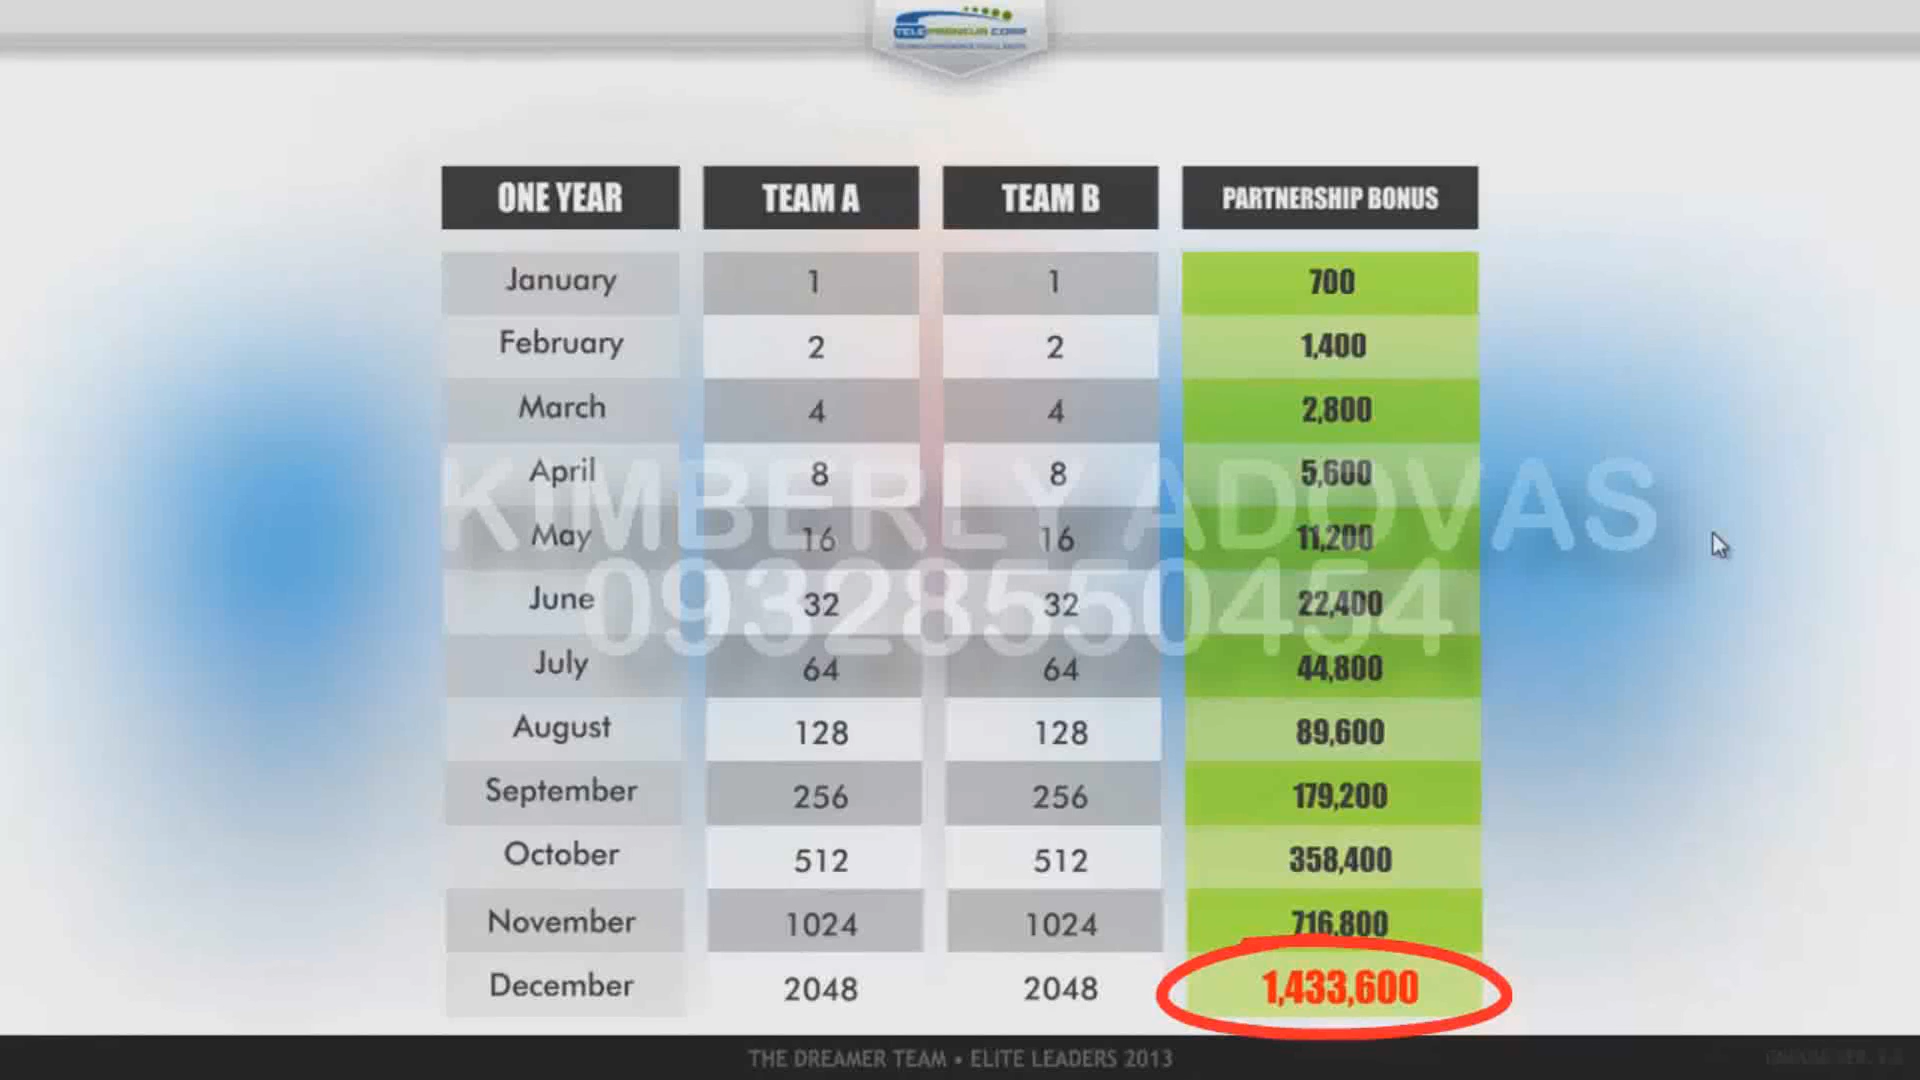 TELEPRENEUR CORP
ONE YEAR TEAM A TEAM B PARTNERSHIP BONUS
January 1 1 700
February 2 2 1,400
March 4 4 2,800
April 8 8 5,600
KIMBERLY ADOVAS
May 16 16 11,200
June 32 32 22,400
09328550454
July 64 64 44,800
August 128 128 89,600
September 256 256 179,200
October 512 512 358,400
November 1024 1024 716,800
December 2048 2048 1,433,600
THE DREAMER TEAM • ELITE LEADERS 2013